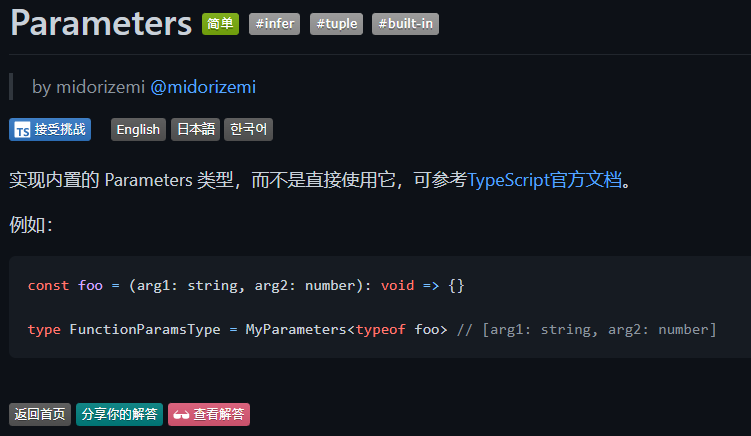 Parameters 简单 #infer #tuple #built-in
by midorizemi @midorizemi
TS 接受挑战 English 日本語 한국어
实现内置的 Parameters 类型，而不是直接使用它，可参考TypeScript官方文档。
例如：
const foo = (arg1: string, arg2: number): void => {}
type FunctionParamsType = MyParameters<typeof foo> // [arg1: string, arg2: number]
返回首页 分享你的解答 查看解答